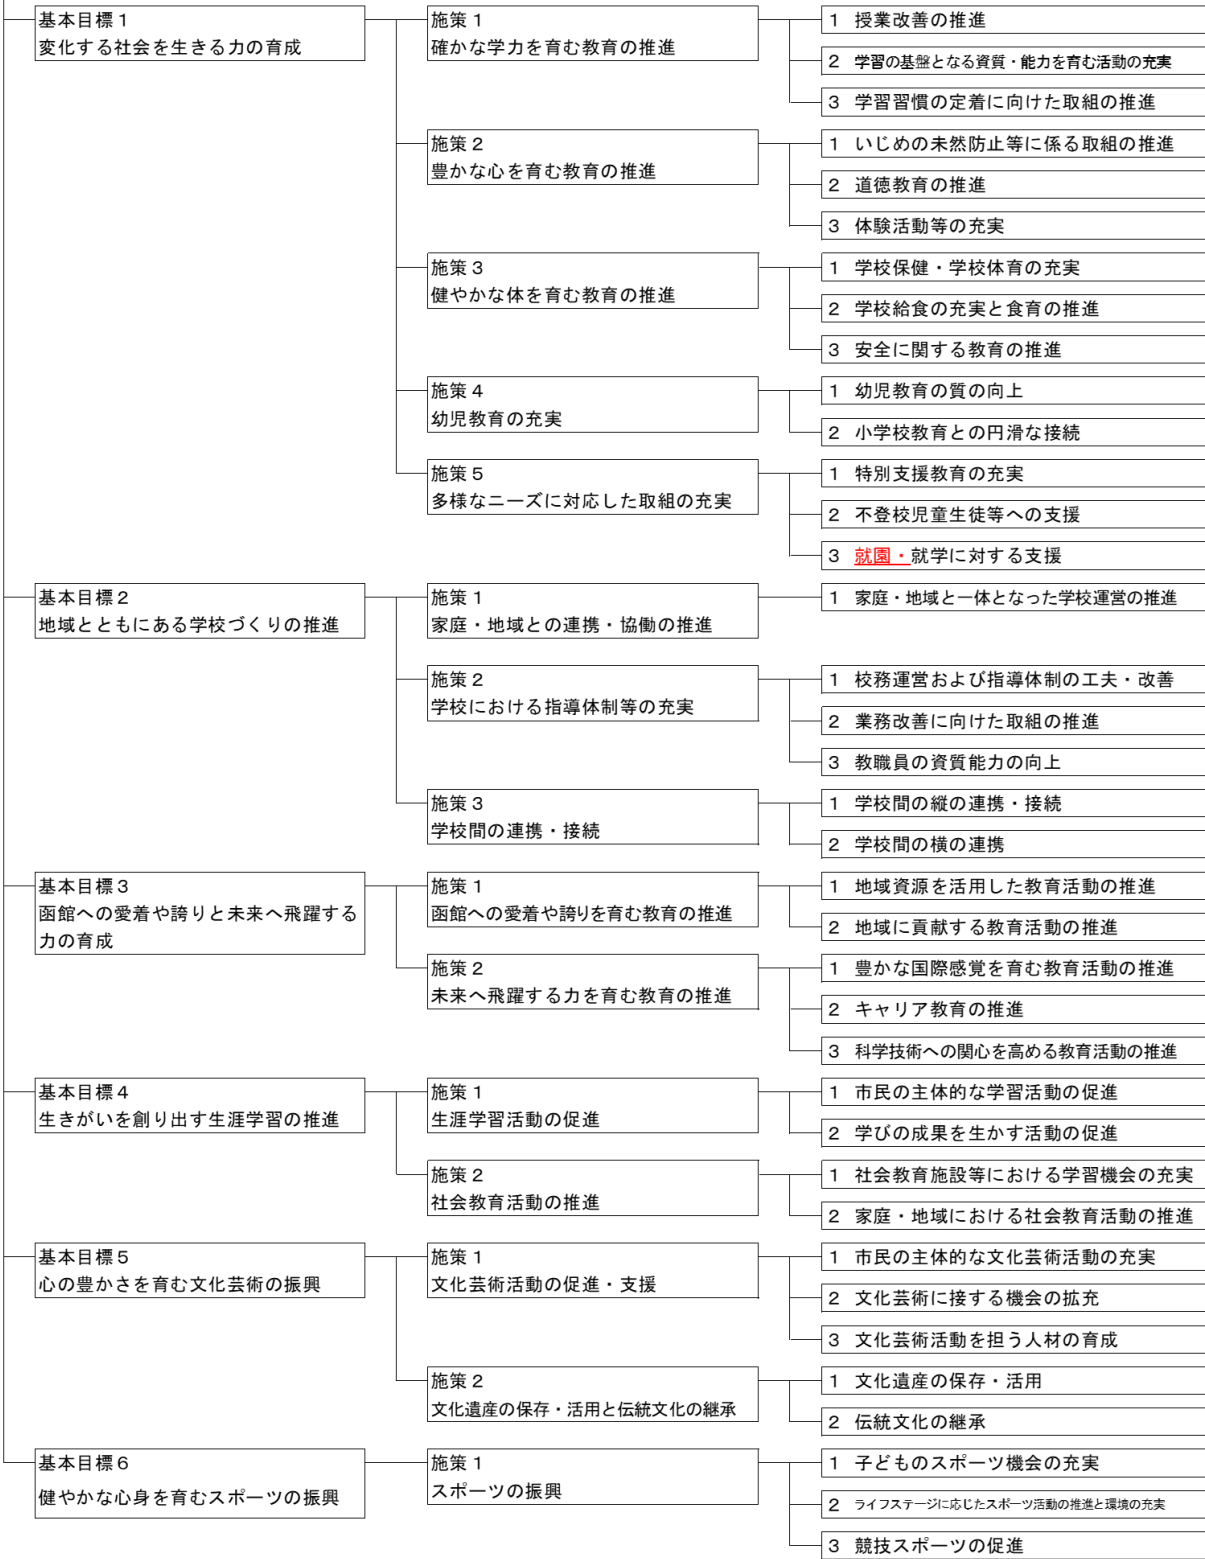 基本目標１
変化する社会を生きる力の育成
施策１
確かな学力を育む教育の推進
１ 授業改善の推進
２ 学習の基盤となる資質・能力を育む活動の充実
３ 学習習慣の定着に向けた取組の推進
施策２
豊かな心を育む教育の推進
１ いじめの未然防止等に係る取組の推進
２ 道徳教育の推進
３ 体験活動等の充実
施策３
健やかな体を育む教育の推進
１ 学校保健・学校体育の充実
２ 学校給食の充実と食育の推進
３ 安全に関する教育の推進
施策４
幼児教育の充実
１ 幼児教育の質の向上
２ 小学校教育との円滑な接続
施策５
多様なニーズに対応した取組の充実
１ 特別支援教育の充実
２ 不登校児童生徒等への支援
３ 就園・就学に対する支援
基本目標２
地域とともにある学校づくりの推進
施策１
家庭・地域との連携・協働の推進
１ 家庭・地域と一体となった学校運営の推進
施策２
学校における指導体制等の充実
１ 校務運営および指導体制の工夫・改善
２ 業務改善に向けた取組の推進
３ 教職員の資質能力の向上
施策３
学校間の連携・接続
１ 学校間の縦の連携・接続
２ 学校間の横の連携
基本目標３
函館への愛着や誇りと未来へ飛躍する
力の育成
施策１
函館への愛着や誇りを育む教育の推進
１ 地域資源を活用した教育活動の推進
２ 地域に貢献する教育活動の推進
施策２
未来へ飛躍する力を育む教育の推進
１ 豊かな国際感覚を育む教育活動の推進
２ キャリア教育の推進
３ 科学技術への関心を高める教育活動の推進
基本目標４
生きがいを創り出す生涯学習の推進
施策１
生涯学習活動の促進
１ 市民の主体的な学習活動の促進
２ 学びの成果を生かす活動の促進
施策２
社会教育活動の推進
１ 社会教育施設等における学習機会の充実
２ 家庭・地域における社会教育活動の推進
基本目標５
心の豊かさを育む文化芸術の振興
施策１
文化芸術活動の促進・支援
１ 市民の主体的な文化芸術活動の充実
２ 文化芸術に接する機会の拡充
３ 文化芸術活動を担う人材の育成
施策２
文化遺産の保存・活用と伝統文化の継承
１ 文化遺産の保存・活用
２ 伝統文化の継承
基本目標６
健やかな心身を育むスポーツの振興
施策１
スポーツの振興
１ 子どものスポーツ機会の充実
２ ライフステージに応じたスポーツ活動の推進と環境の充実
３ 競技スポーツの促進